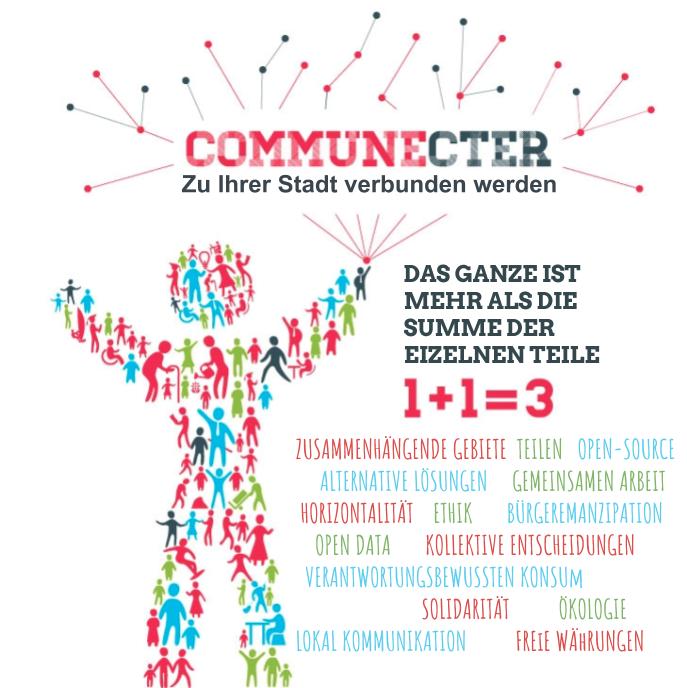 COMMUNECTER
Zu Ihrer Stadt verbunden werden
DAS GANZE IST
MEHR ALS DIE
SUMME DER
EIZELNEN TEILE
1+1=3
ZUSAMMENHÄNGENDE GEBIETE TEILEN OPEN-SOURCE
ALTERNATIVE LÖSUNGEN GEMEINSAMEN ARBEIT
HORIZONTALITÄT ETHIK BÜRGEREMANZIPATION
OPEN DATA KOLLEKTIVE ENTSCHEIDUNGEN
VERANTWORTUNGSBEWUSSTEN KONSUm
SOLIDARITÄT ÖKOLOGIE
LOKAL KOMMUNIKATION FREIE WÄHRUNGEN